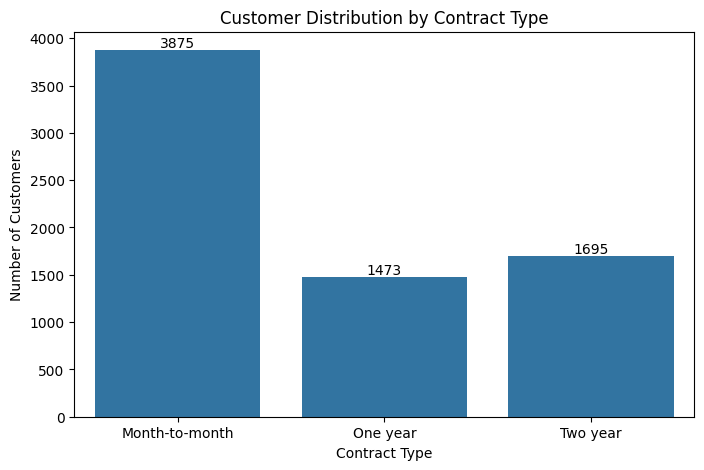 Customer Distribution by Contract Type
4000
3500
3000
2500
2000
1500
1000
500
0
Number of Customers
3875
1473
1695
Month-to-month
One year
Two year
Contract Type